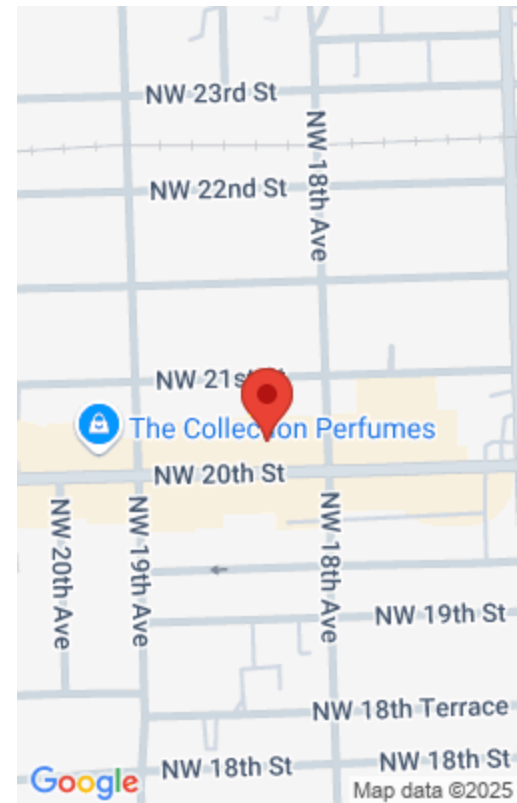 NW 23rd St
NW 18th Ave
NW 22nd St
NW 21st
The Collection Perfumes
NW 20th St
NW 20th Ave
NW 19th Ave
NW 18th Ave
NW 19th St
NW 18th Terrace
NW 18th St
NW 18th St
Google
Map data ©2025